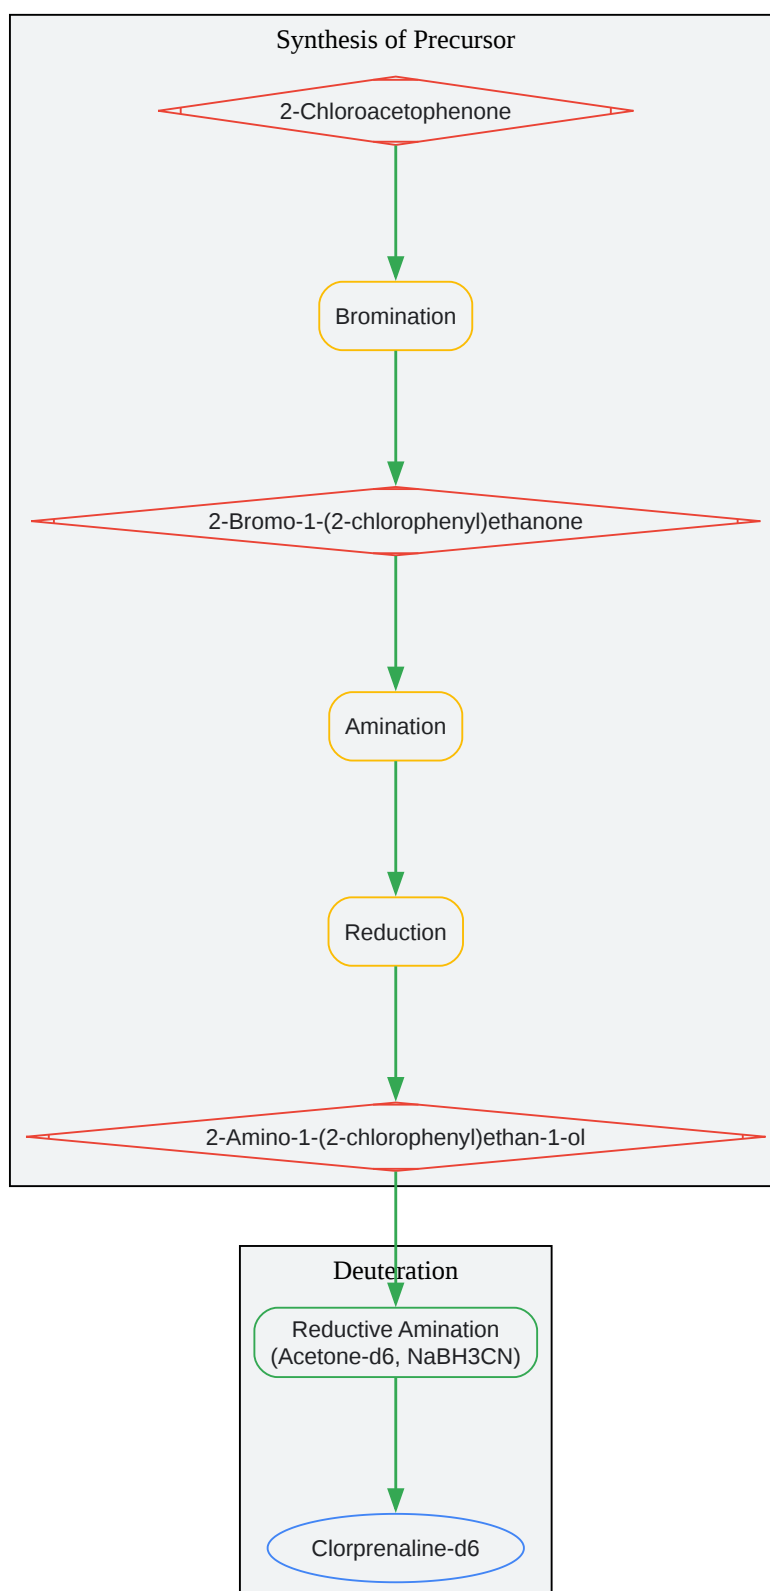 Synthesis of Precursor
2-Chloroacetophenone
Bromination
2-Bromo-1-(2-chlorophenyl)ethanone
Amination
Reduction
2-Amino-1-(2-chlorophenyl)ethan-1-ol
Deuteration
Reductive Amination
(Acetone-d6, NaBH3CN)
Clorprenaline-d6